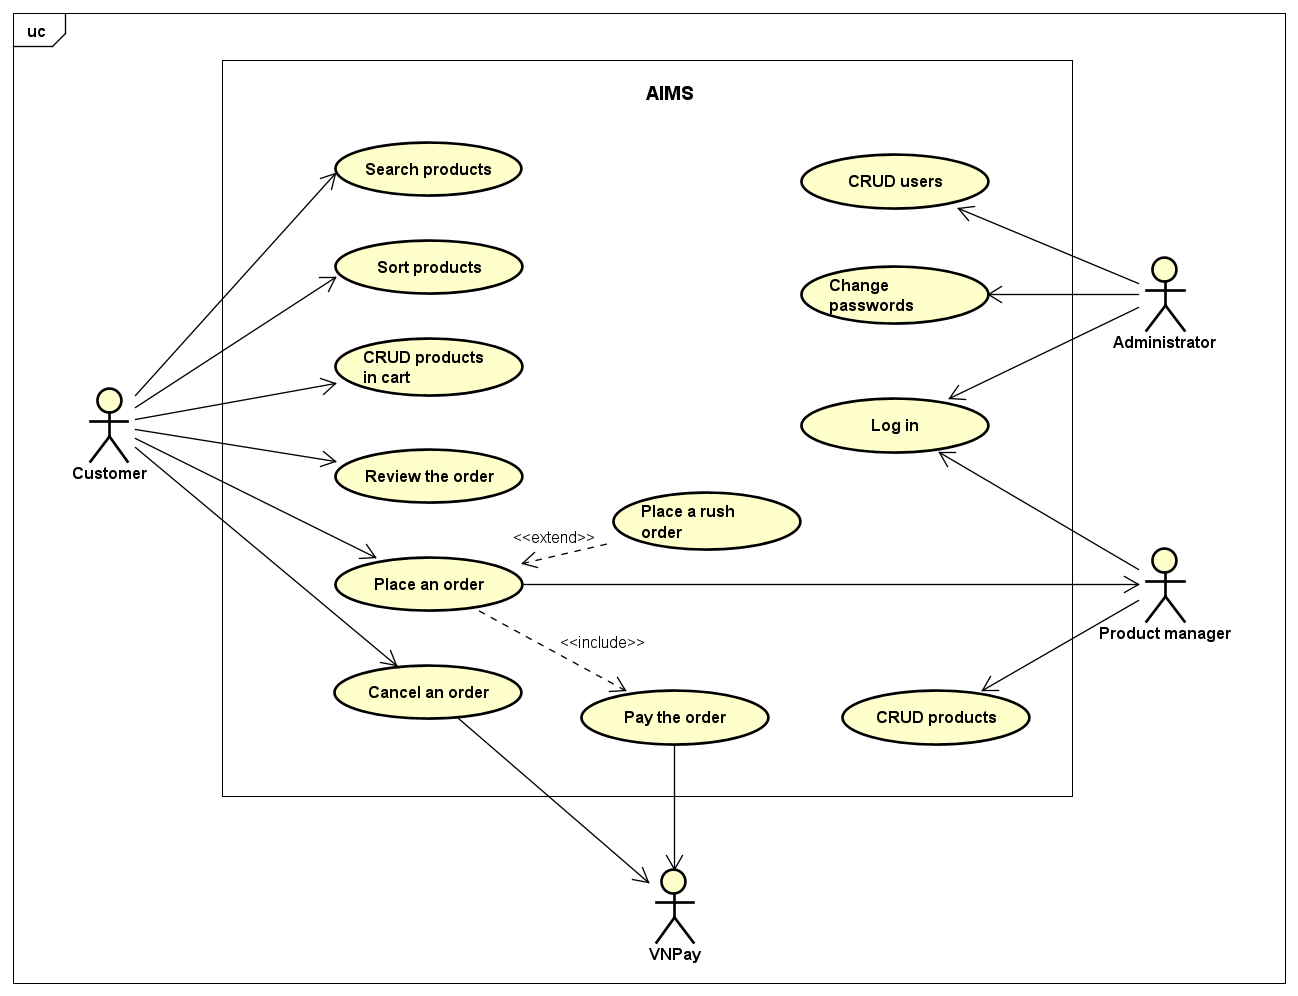 uc
AIMS
Search products
CRUD users
Sort products
Change
passwords
Administrator
CRUD products
in cart
Log in
Customer
Review the order
Place a rush
order
<<extend>>
Place an order
Product manager
<<include>>
Cancel an order
Pay the order
CRUD products
VNPay